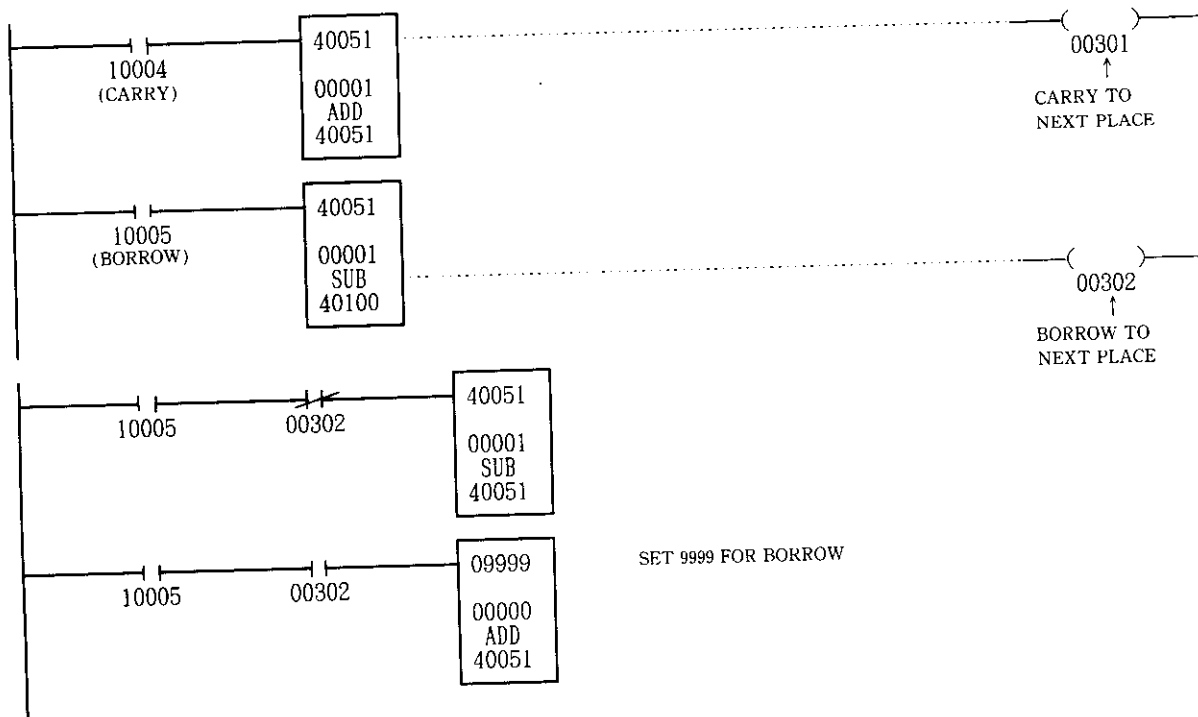 40051
10004
(CARRY)
00001
ADD
40051
00301
↑
CARRY TO
NEXT PLACE
40051
10005
(BORROW)
00001
SUB
40100
00302
↑
BORROW TO
NEXT PLACE
40051
10005
00302
00001
SUB
40051
09999
SET 9999 FOR BORROW
10005
00302
00000
ADD
40051